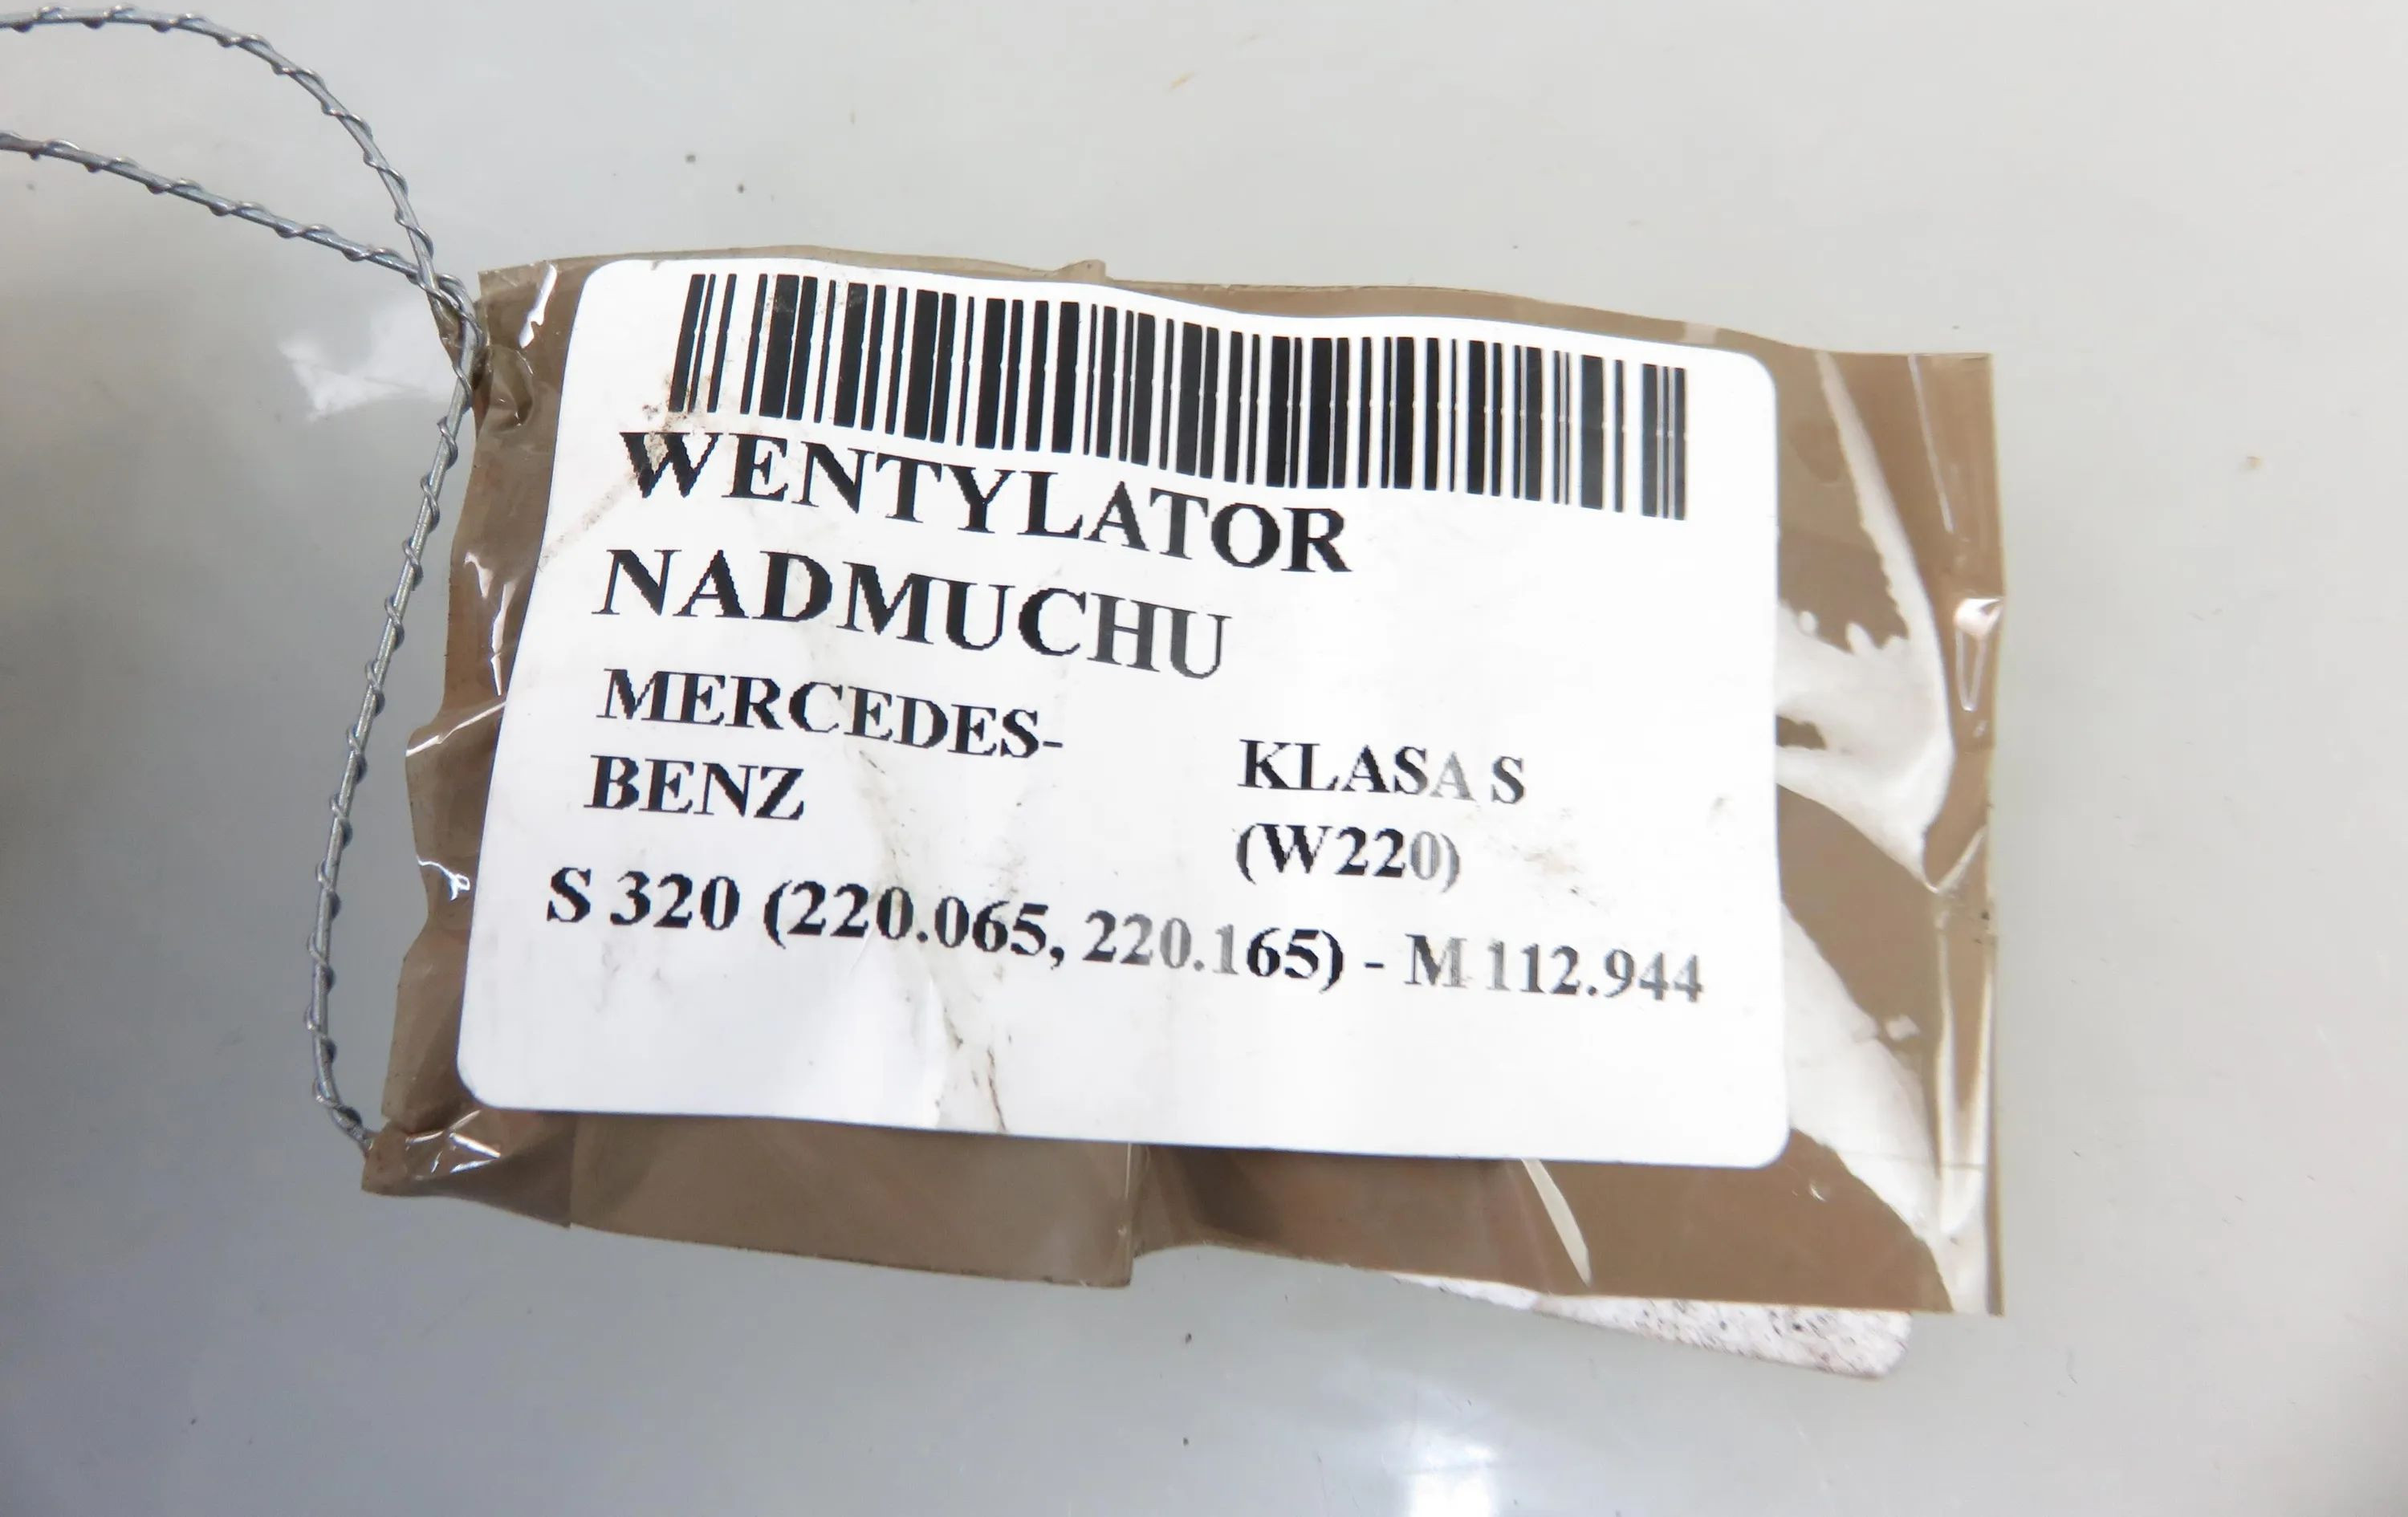 WENTYLATOR
NADMUCHU
MERCEDES-
BENZ
KLASA S
(W220)
S 320 (220.065, 220.165) - M 112.944